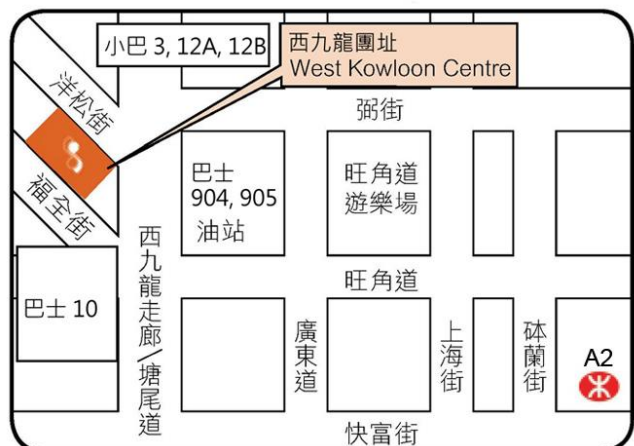 小巴 3, 12A, 12B
西九龍團址
West Kowloon Centre
洋松街
弼街
福全街
巴士
904, 905
油站
旺角道
遊樂場
西九龍走廊/塘尾道
旺角道
巴士 10
廣東道
上海街
砵蘭街
A2
快富街